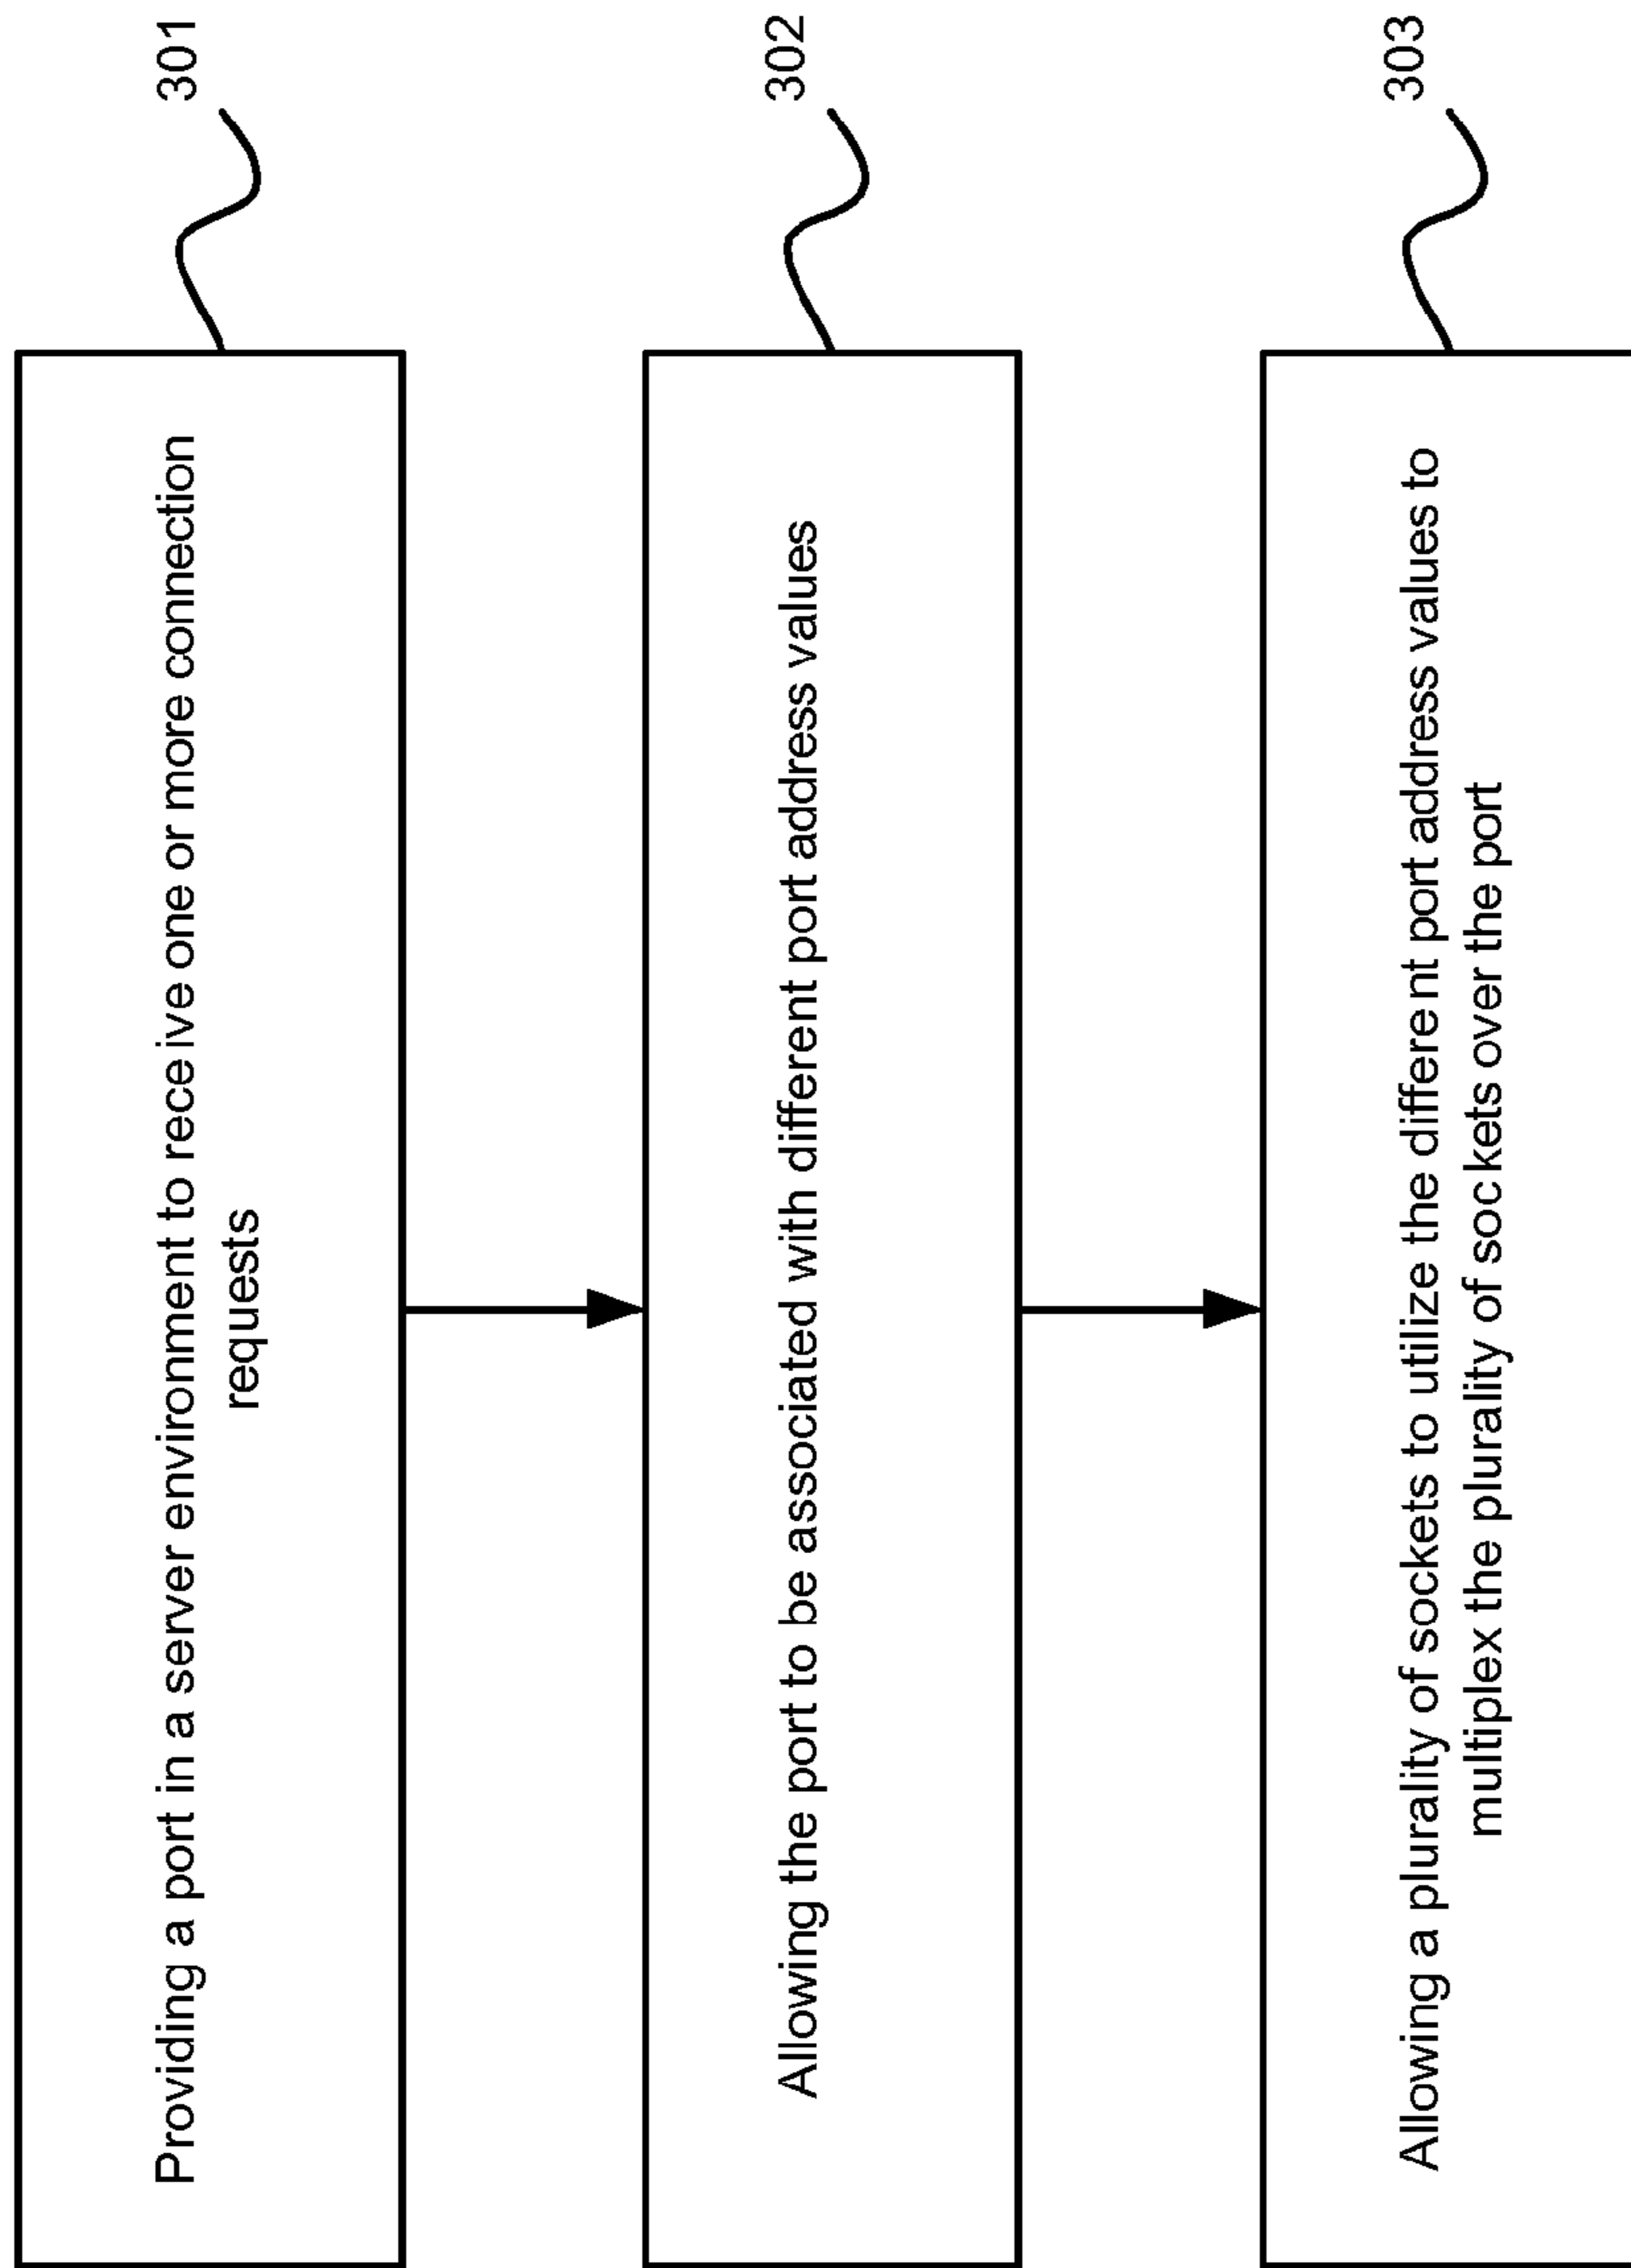 Providing a port in a server environment to receive one or more connection
requests
301
Allowing the port to be associated with different port address values
302
Allowing a plurality of sockets to utilize the different port address values to
multiplex the plurality of sockets over the port
303